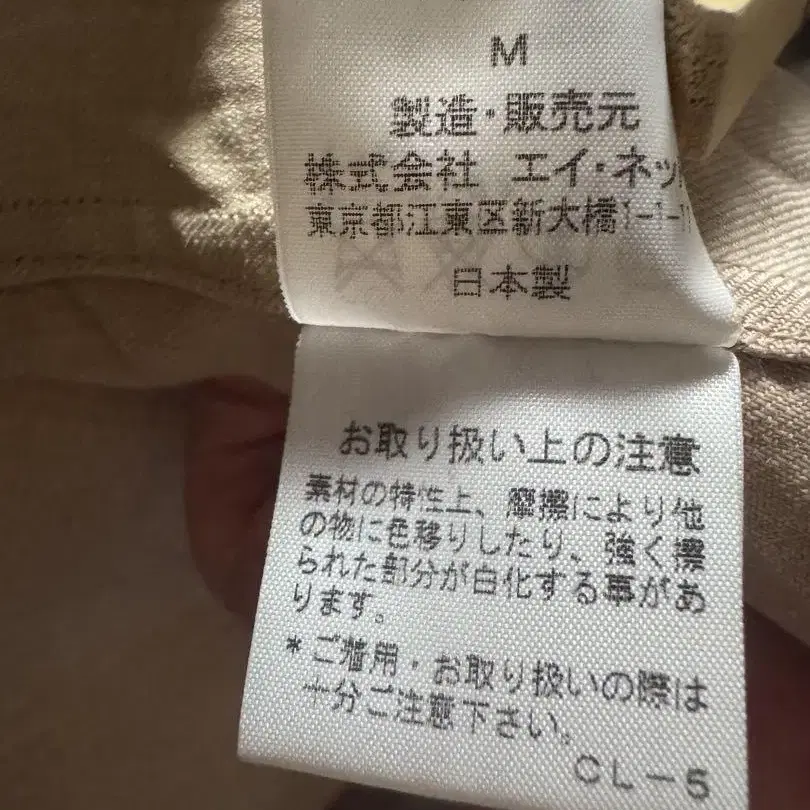 M
製造・販売元
株式会社 エイ・ネッ
東京都江東区新大橋1-1-1
日本製
お取り扱い上の注意
素材の特性上、摩擦により他
の物に色移りしたり、強く擦
られた部分が白化する事があ
ります。
*ご着用・お取り扱いの際は
十分ご注意下さい。
CL-5